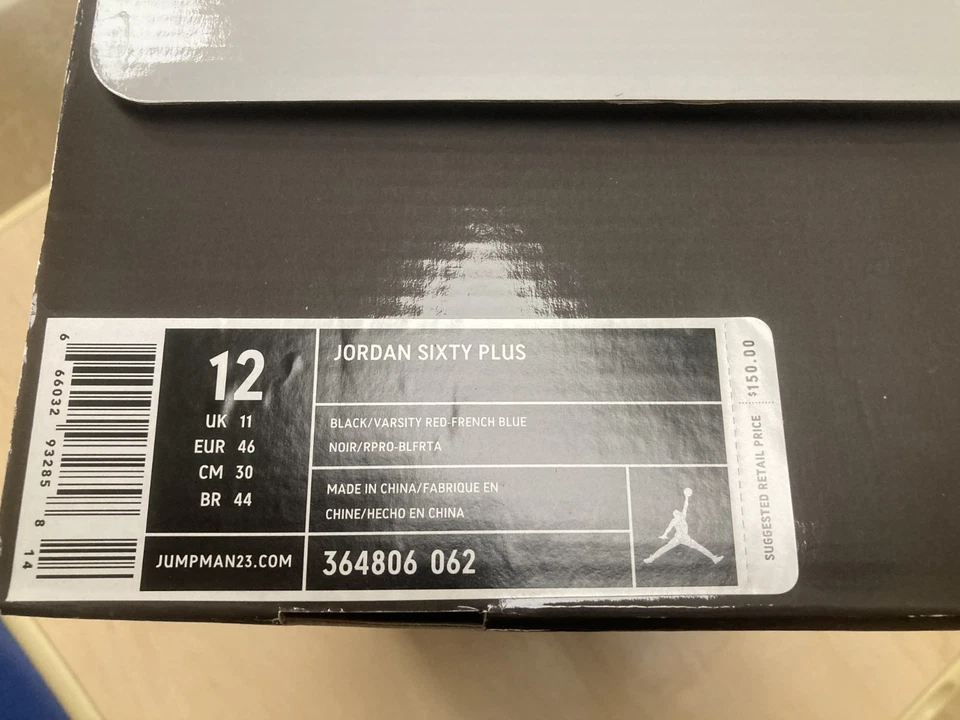 6 66032 93285 8 14
12
UK 11
EUR 46
CM 30
BR 44
JUMPMAN23.COM
JORDAN SIXTY PLUS
BLACK/VARSITY RED-FRENCH BLUE
NOIR/RPRO-BLFRTA
MADE IN CHINA/FABRIQUE EN
CHINE/HECHO EN CHINA
364806 062
SUGGESTED RETAIL PRICE $150.00